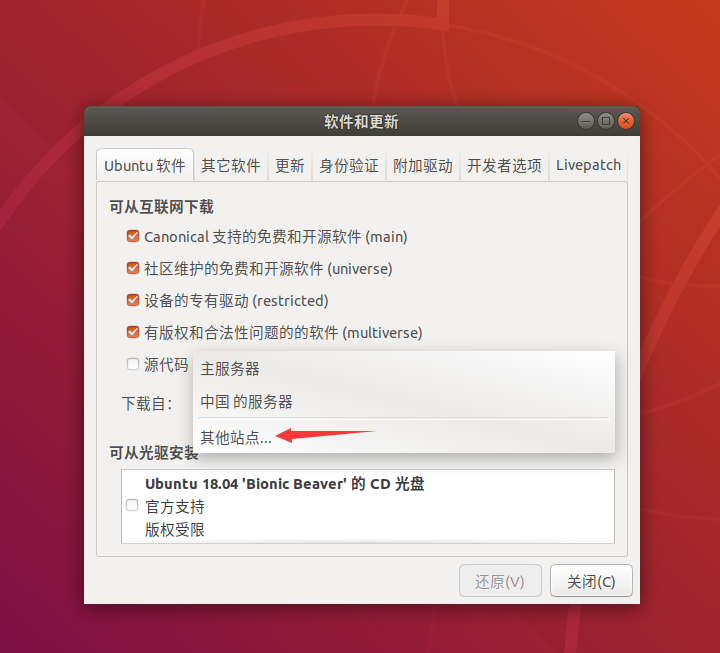 软件和更新
Ubuntu 软件 其它软件 更新 身份验证 附加驱动 开发者选项 Livepatch
可从互联网下载
Canonical 支持的免费和开源软件 (main)
社区维护的免费和开源软件 (universe)
设备的专有驱动 (restricted)
有版权和合法性问题的的软件 (multiverse)
源代码
主服务器
下载自：
中国 的服务器
其他站点...
可从光驱安装
Ubuntu 18.04 'Bionic Beaver' 的 CD 光盘
官方支持
版权受限
还原(V) 关闭(C)